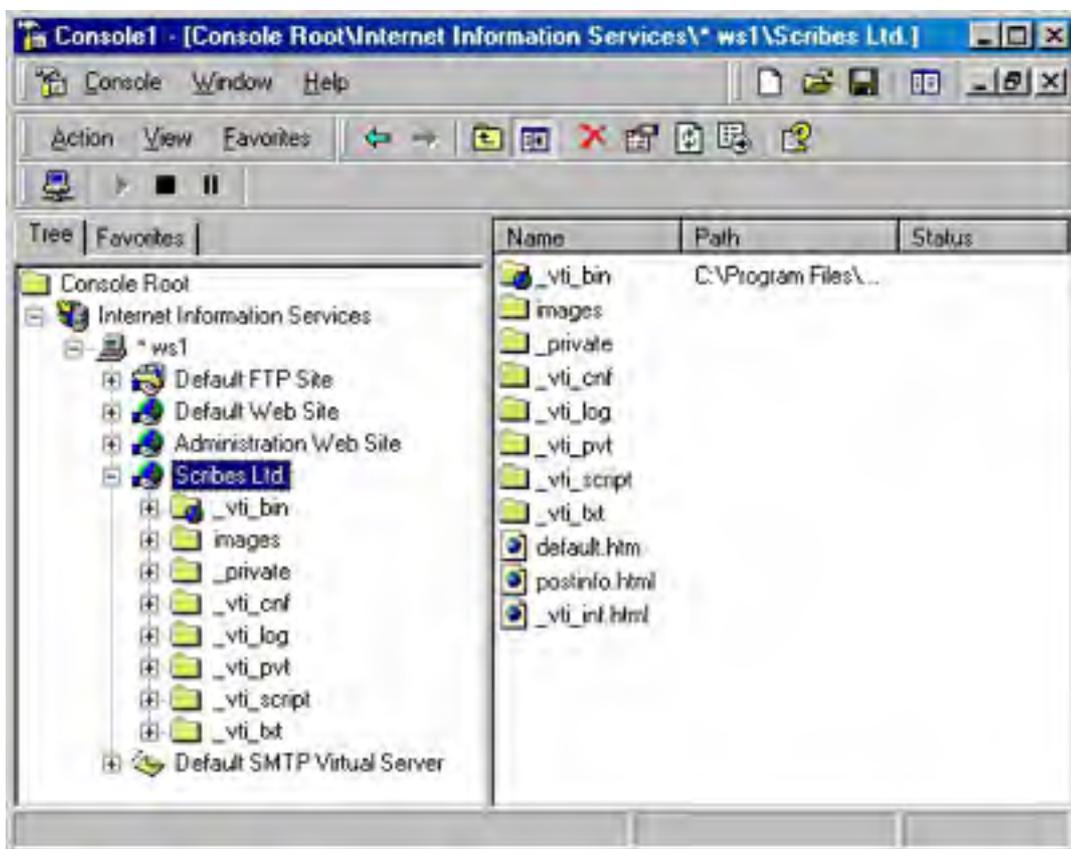 Console1 - [Console Root\Internet Information Services\* ws1\Scribes Ltd.]
Console Window Help
Action View Favorites
Tree Favorites
Name Path Status
Console Root
Internet Information Services
* ws1
Default FTP Site
Default Web Site
Administration Web Site
Scribes Ltd.
_vti_bin
images
_private
_vti_cnf
_vti_log
_vti_pvt
_vti_script
_vti_txt
Default SMTP Virtual Server
_vti_bin C:\Program Files\...
images
_private
_vti_cnf
_vti_log
_vti_pvt
_vti_script
_vti_txt
default.htm
postinfo.html
_vti_inf.html